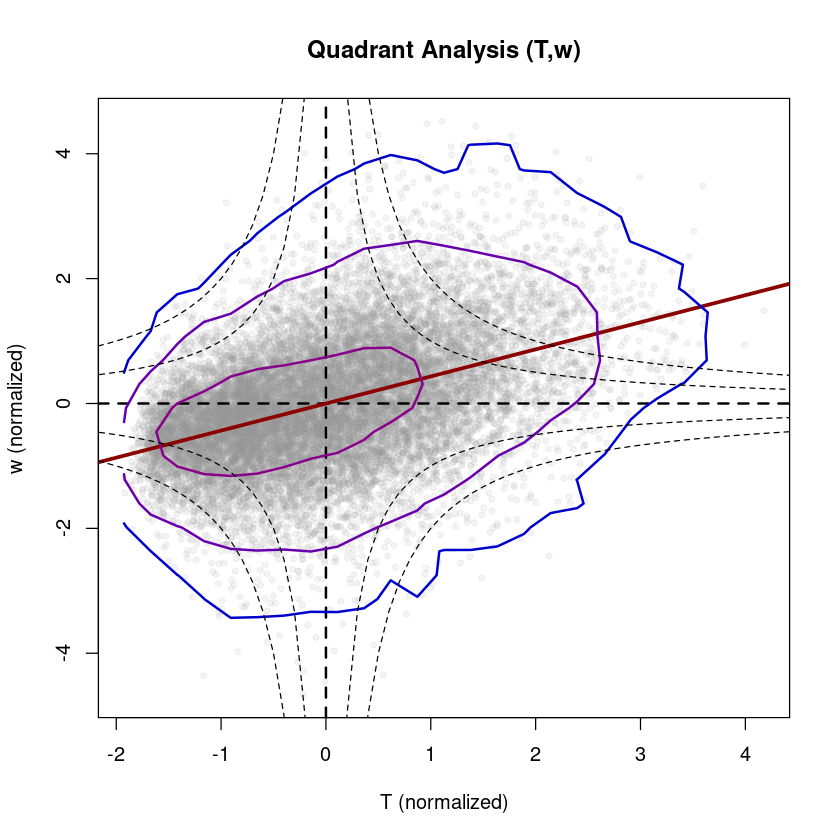 Quadrant Analysis (T,w)
w (normalized)
4
2
0
-2
-4
-2 -1 0 1 2 3 4
T (normalized)